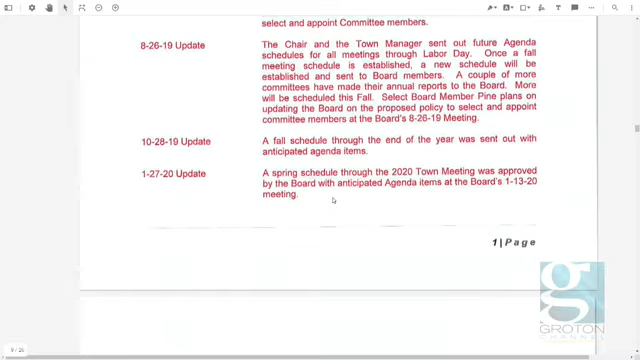 select and appoint Committee members.
8-26-19 Update
The Chair and the Town Manager sent out future Agenda
schedules for all meetings through Labor Day. Once a fall
meeting schedule is established, a new schedule will be
established and sent to Board members. A couple of more
committees have made their annual reports to the Board. More
will be scheduled this Fall. Select Board Member Pine plans on
updating the Board on the proposed policy to select and appoint
committee members at the Board's 8-26-19 Meeting.
10-28-19 Update
A fall schedule through the end of the year was sent out with
anticipated agenda items.
1-27-20 Update
A spring schedule through the 2020 Town Meeting was approved
by the Board with anticipated Agenda items at the Board's 1-13-20
meeting.
1 | Page
g
GROTON
CHANNEL
9 / 26